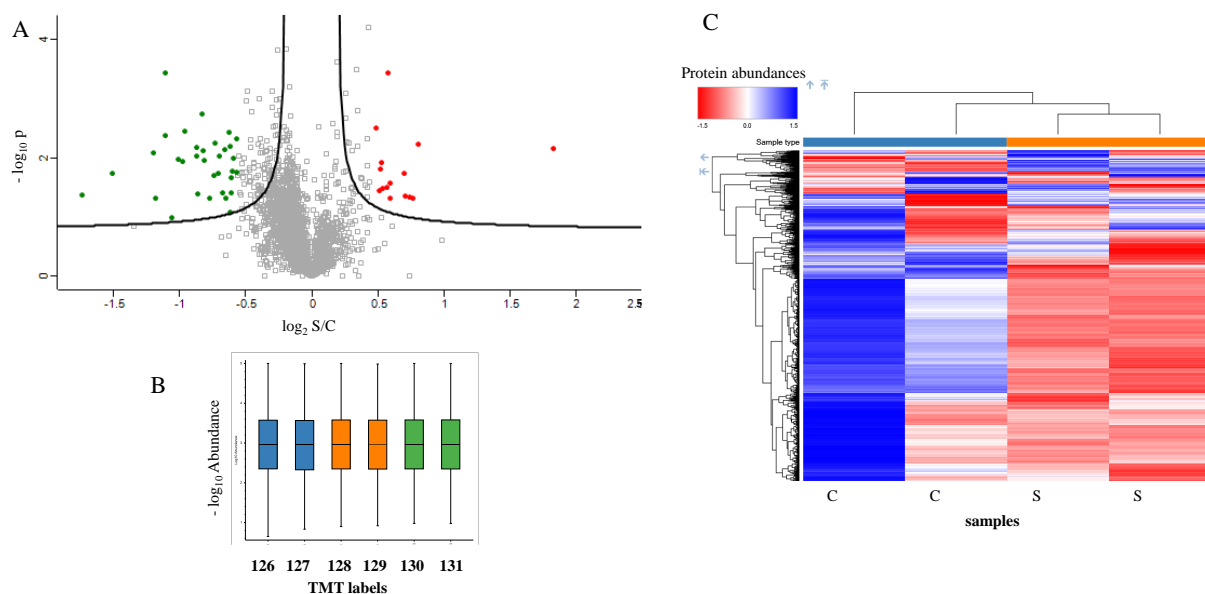 A
- log10 p
4
2
0
-1.5
-1
-0.5
0
0.5
1
1.5
2
2.5
log2 S/C
B
- log10 Abundance
Log10 Abundance
126 127 128 129 130 131
TMT labels
C
Protein abundances
-1.5 0.0 1.5
Sample type
C C S S
samples